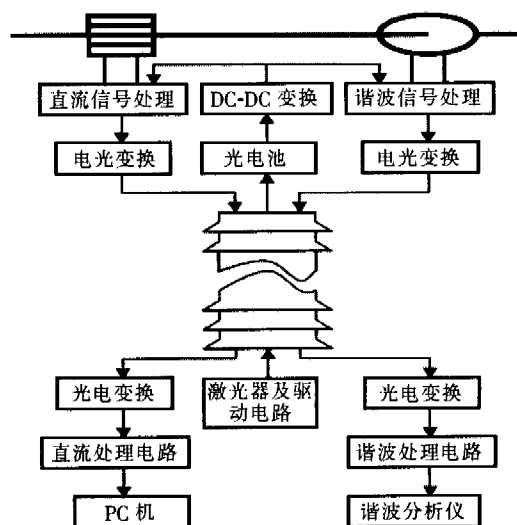 直流信号处理
DC-DC 变换
谐波信号处理
电光变换
光电池
电光变换
光电变换
激光器及驱
动电路
光电变换
直流处理电路
谐波处理电路
PC 机
谐波分析仪